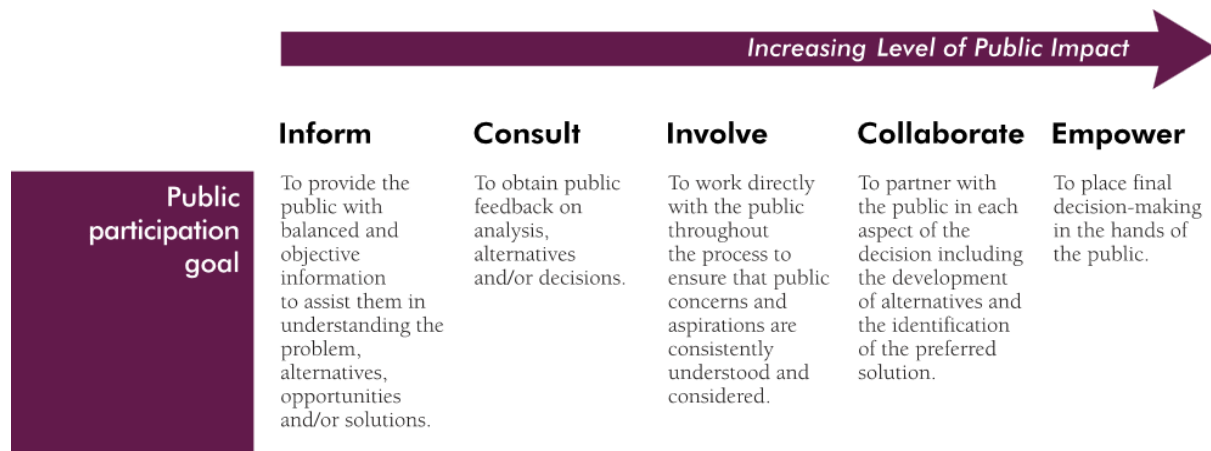 Increasing Level of Public Impact
Inform
Consult
Involve
Collaborate
Empower
Public
participation
goal
To provide the
public with
balanced and
objective
information
to assist them in
understanding the
problem,
alternatives,
opportunities
and/or solutions.
To obtain public
feedback on
analysis,
alternatives
and/or decisions.
To work directly
with the public
throughout
the process to
ensure that public
concerns and
aspirations are
consistently
understood and
considered.
To partner with
the public in each
aspect of the
decision including
the development
of alternatives and
the identification
of the preferred
solution.
To place final
decision-making
in the hands of
the public.